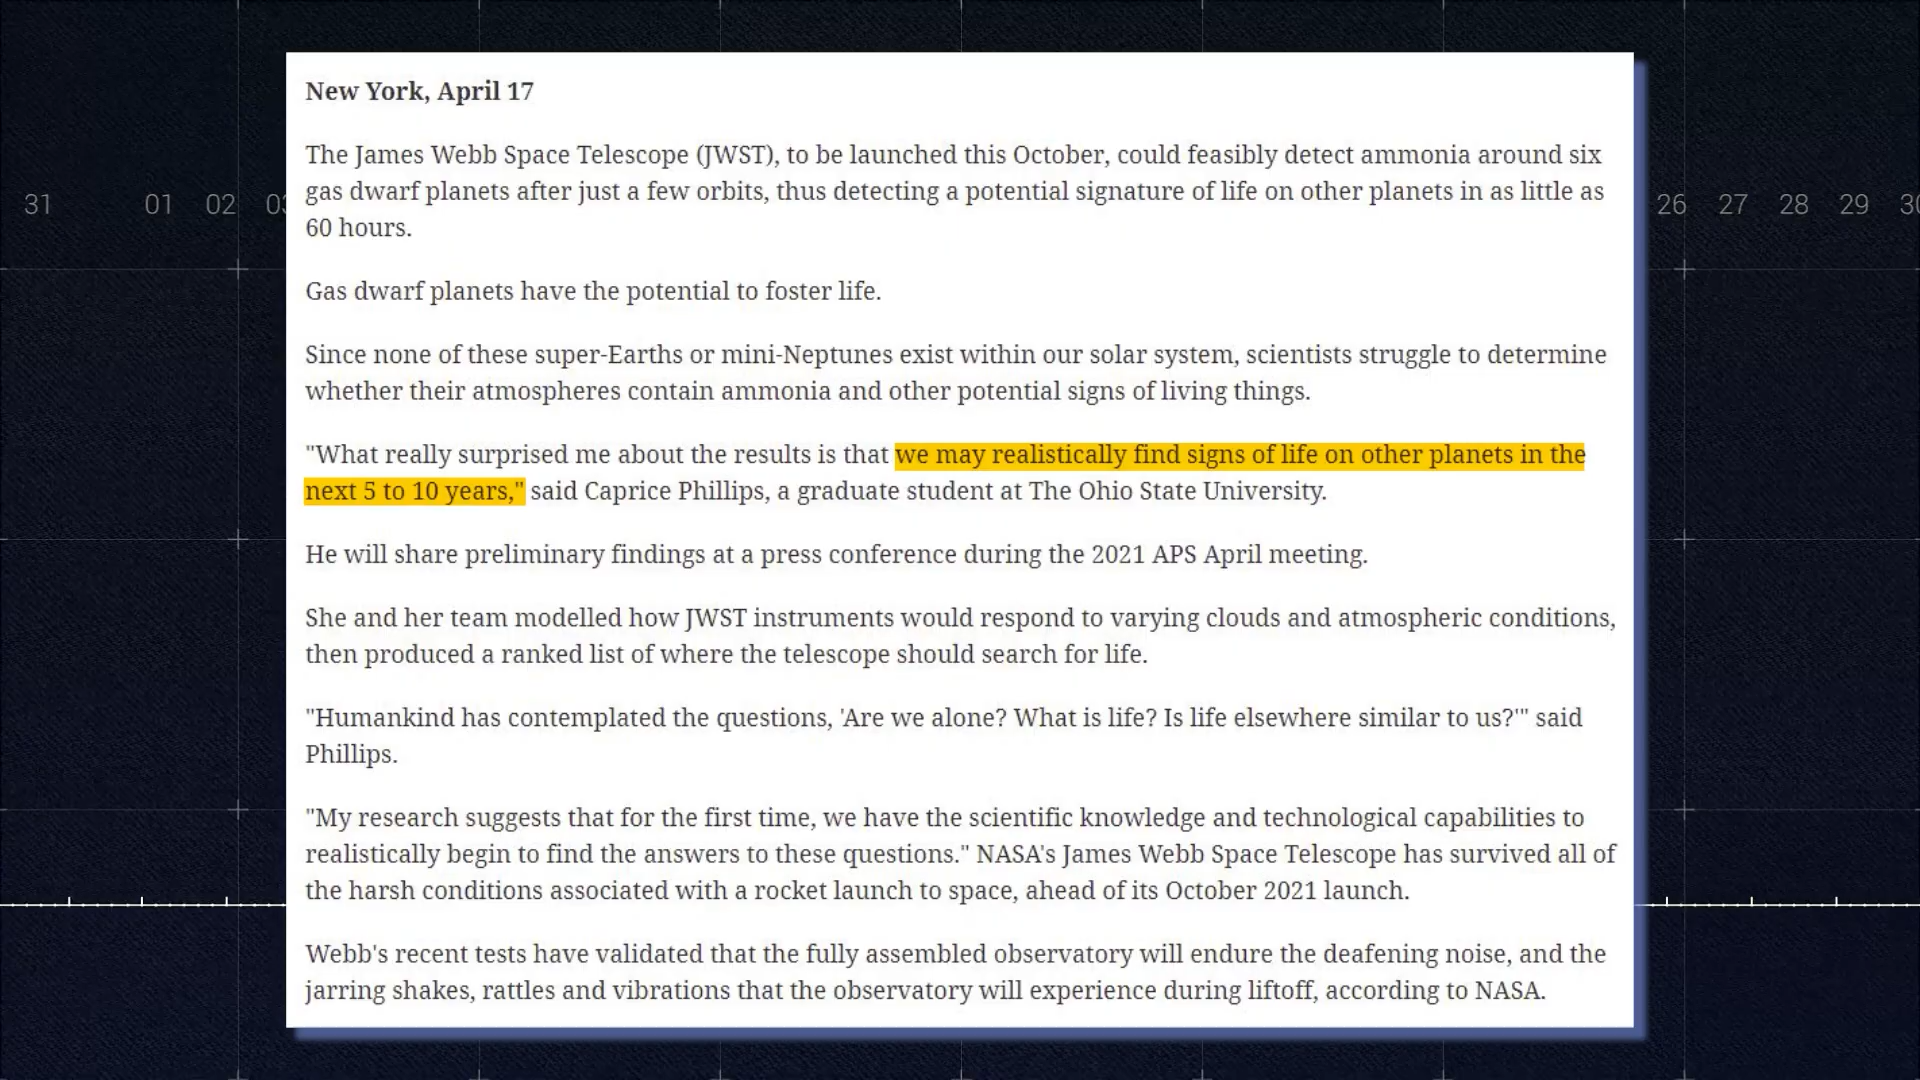 New York, April 17
The James Webb Space Telescope (JWST), to be launched this October, could feasibly detect ammonia around six
gas dwarf planets after just a few orbits, thus detecting a potential signature of life on other planets in as little as
60 hours.
31 01 02 03
26 27 28 29 30
Gas dwarf planets have the potential to foster life.
Since none of these super-Earths or mini-Neptunes exist within our solar system, scientists struggle to determine
whether their atmospheres contain ammonia and other potential signs of living things.
"What really surprised me about the results is that we may realistically find signs of life on other planets in the
next 5 to 10 years," said Caprice Phillips, a graduate student at The Ohio State University.
He will share preliminary findings at a press conference during the 2021 APS April meeting.
She and her team modelled how JWST instruments would respond to varying clouds and atmospheric conditions,
then produced a ranked list of where the telescope should search for life.
"Humankind has contemplated the questions, 'Are we alone? What is life? Is life elsewhere similar to us?'" said
Phillips.
"My research suggests that for the first time, we have the scientific knowledge and technological capabilities to
realistically begin to find the answers to these questions." NASA's James Webb Space Telescope has survived all of
the harsh conditions associated with a rocket launch to space, ahead of its October 2021 launch.
Webb's recent tests have validated that the fully assembled observatory will endure the deafening noise, and the
jarring shakes, rattles and vibrations that the observatory will experience during liftoff, according to NASA.